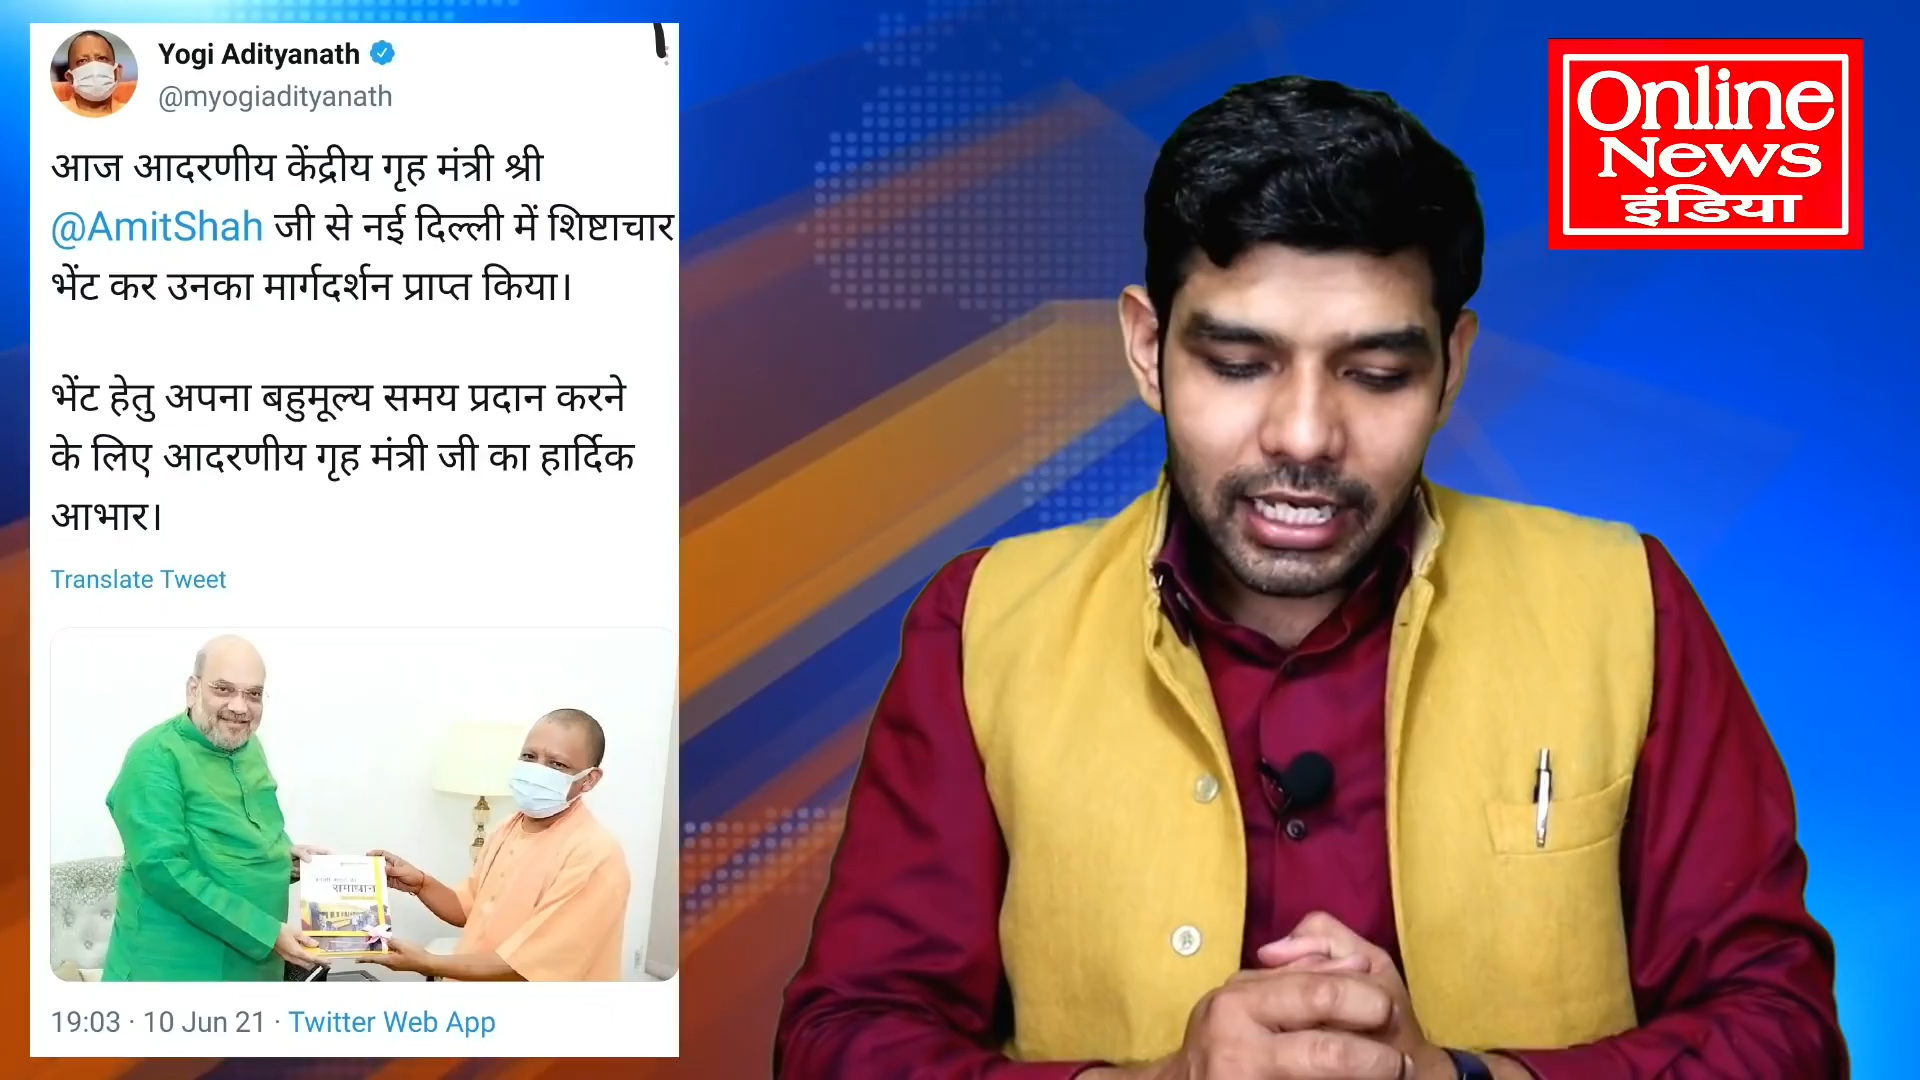 Yogi Adityanath
@myogiadityanath
आज आदरणीय केंद्रीय गृह मंत्री श्री
@AmitShah जी से नई दिल्ली में शिष्टाचार
भेंट कर उनका मार्गदर्शन प्राप्त किया।
भेंट हेतु अपना बहुमूल्य समय प्रदान करने
के लिए आदरणीय गृह मंत्री जी का हार्दिक
आभार।
Translate Tweet
समाधान
19:03 · 10 Jun 21 · Twitter Web App
Online
News
इंडिया